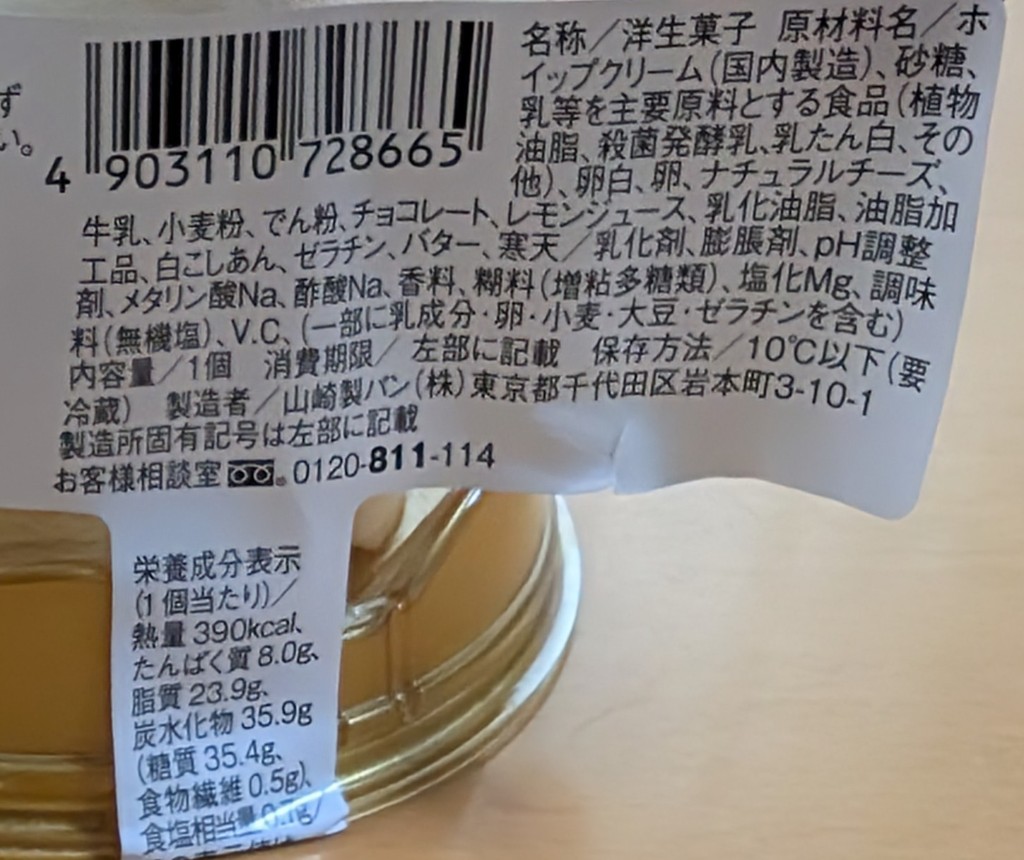 ず
い。
4 903110 728665
名称／洋生菓子 原材料名／ホ
イップクリーム(国内製造)、砂糖、
乳等を主要原料とする食品(植物
油脂、殺菌発酵乳、乳たん白、その
他)、卵白、卵、ナチュラルチーズ、
牛乳、小麦粉、でん粉、チョコレート、レモンジュース、乳化油脂、油脂加
工品、白こしあん、ゼラチン、バター、寒天／乳化剤、膨脹剤、pH調整
剤、メタリン酸Na、酢酸Na、香料、糊料(増粘多糖類)、塩化Mg、調味
料(無機塩)、V.C、(一部に乳成分・卵・小麦・大豆・ゼラチンを含む)
内容量／1個 消費期限／左部に記載 保存方法／10℃以下(要
冷蔵) 製造者／山崎製パン(株)東京都千代田区岩本町3-10-1
製造所固有記号は左部に記載
お客様相談室 0120-811-114
栄養成分表示
(1個当たり)／
熱量 390kcal、
たんぱく質 8.0g、
脂質 23.9g、
炭水化物 35.9g
(糖質 35.4g、
食物繊維 0.5g)、
食塩相当量 0.7g／